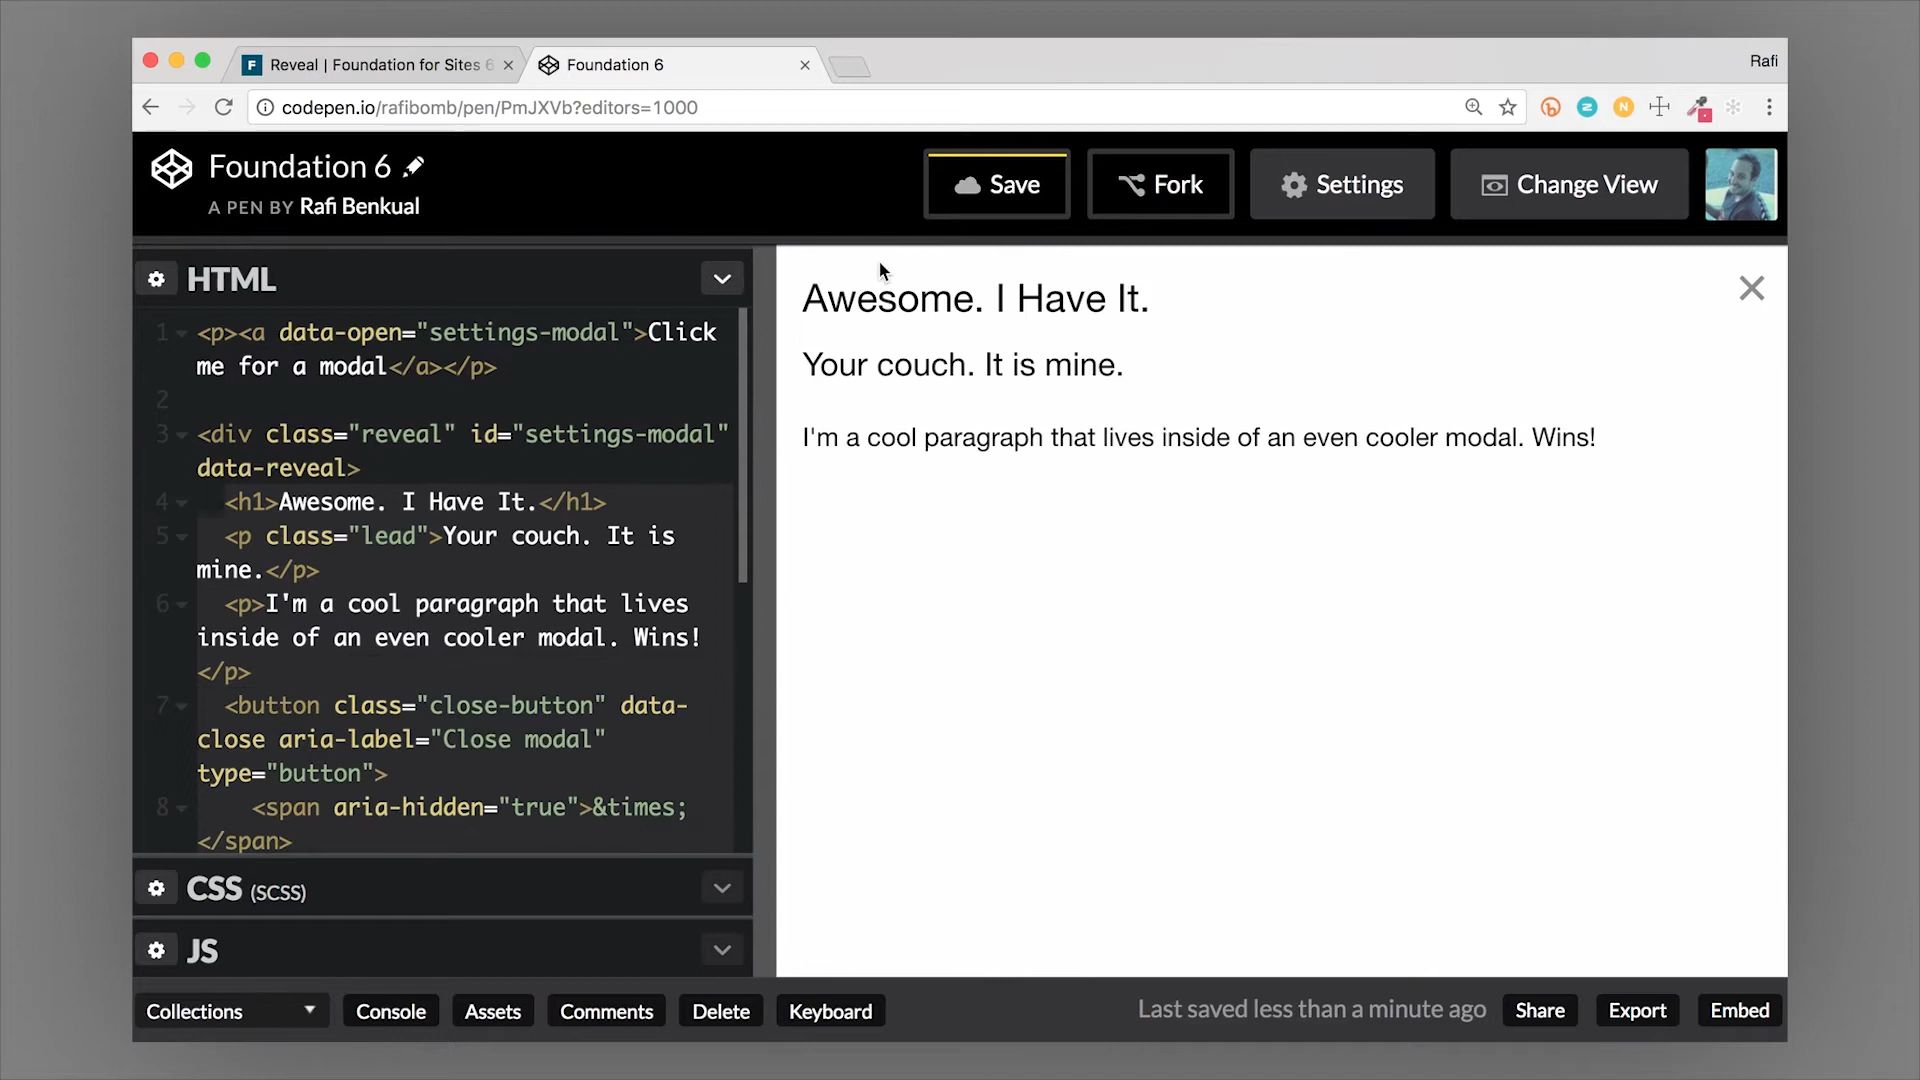 Reveal | Foundation for Sites 6
Foundation 6
Rafi
codepen.io/rafibomb/pen/PmJXVb?editors=1000
Foundation 6
A PEN BY Rafi Benkual
Save
Fork
Settings
Change View
HTML
1 <p><a data-open="settings-modal">Click
me for a modal</a></p>
2
3 <div class="reveal" id="settings-modal"
data-reveal>
4 <h1>Awesome. I Have It.</h1>
5 <p class="lead">Your couch. It is
mine.</p>
6 <p>I'm a cool paragraph that lives
inside of an even cooler modal. Wins!
</p>
7 <button class="close-button" data-
close aria-label="Close modal"
type="button">
8 <span aria-hidden="true">&times;
</span>
CSS (SCSS)
JS
Awesome. I Have It.
Your couch. It is mine.
I'm a cool paragraph that lives inside of an even cooler modal. Wins!
Collections
Console
Assets
Comments
Delete
Keyboard
Last saved less than a minute ago
Share
Export
Embed